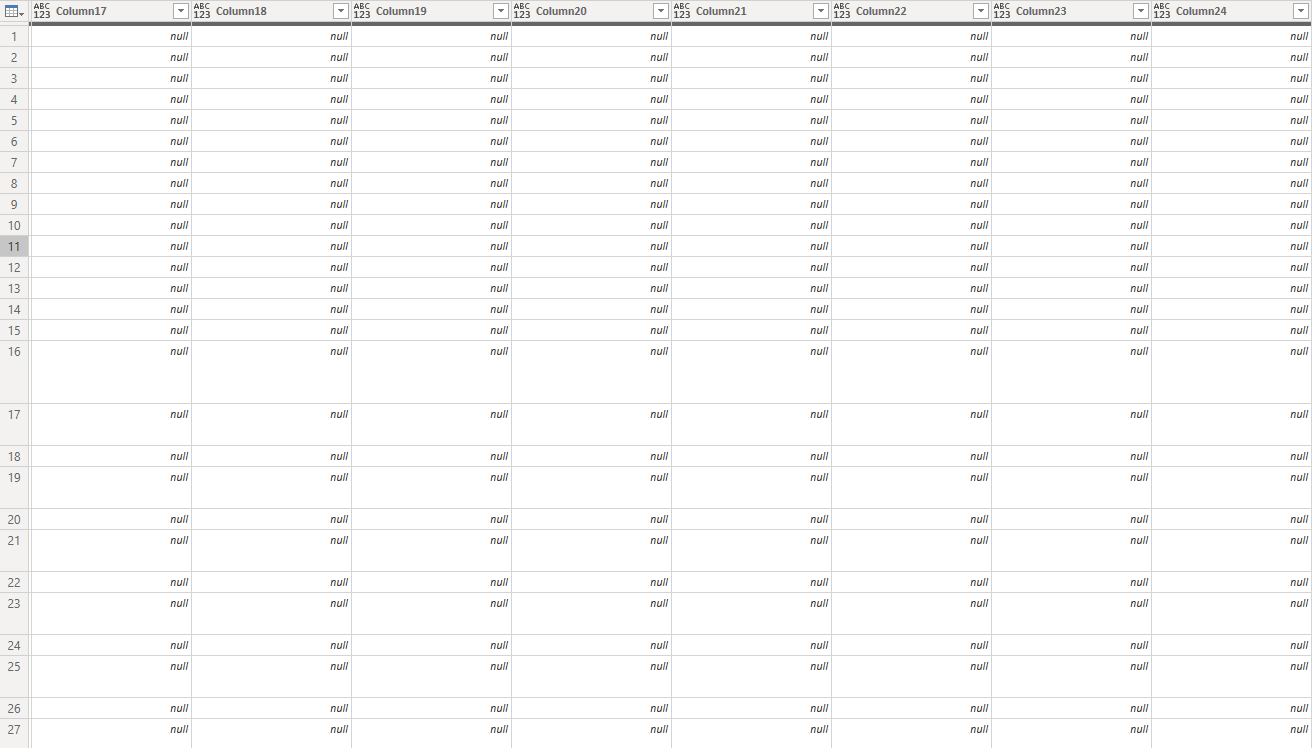 ABC 123 Column17 ABC 123 Column18 ABC 123 Column19 ABC 123 Column20 ABC 123 Column21 ABC 123 Column22 ABC 123 Column23 ABC 123 Column24
1 null null null null null null null null
2 null null null null null null null null
3 null null null null null null null null
4 null null null null null null null null
5 null null null null null null null null
6 null null null null null null null null
7 null null null null null null null null
8 null null null null null null null null
9 null null null null null null null null
10 null null null null null null null null
11 null null null null null null null null
12 null null null null null null null null
13 null null null null null null null null
14 null null null null null null null null
15 null null null null null null null null
16 null null null null null null null null
17 null null null null null null null null
18 null null null null null null null null
19 null null null null null null null null
20 null null null null null null null null
21 null null null null null null null null
22 null null null null null null null null
23 null null null null null null null null
24 null null null null null null null null
25 null null null null null null null null
26 null null null null null null null null
27 null null null null null null null null